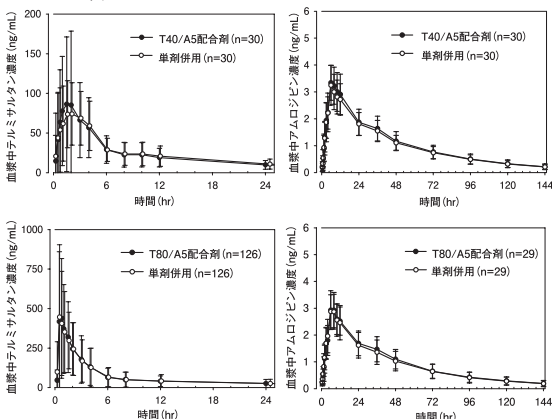 血漿中テルミサルタン濃度(ng/mL)
200
150
100
50
0
T40/A5配合剤(n=30)
単剤併用(n=30)
0 6 12 18 24
時間(hr)
血漿中アムロジピン濃度(ng/mL)
6
5
4
3
2
1
0
T40/A5配合剤(n=30)
単剤併用(n=30)
0 24 48 72 96 120 144
時間(hr)
血漿中テルミサルタン濃度(ng/mL)
1000
750
500
250
0
T80/A5配合剤(n=126)
単剤併用(n=126)
0 6 12 18 24
時間(hr)
血漿中アムロジピン濃度(ng/mL)
6
5
4
3
2
1
0
T80/A5配合剤(n=29)
単剤併用(n=29)
0 24 48 72 96 120 144
時間(hr)